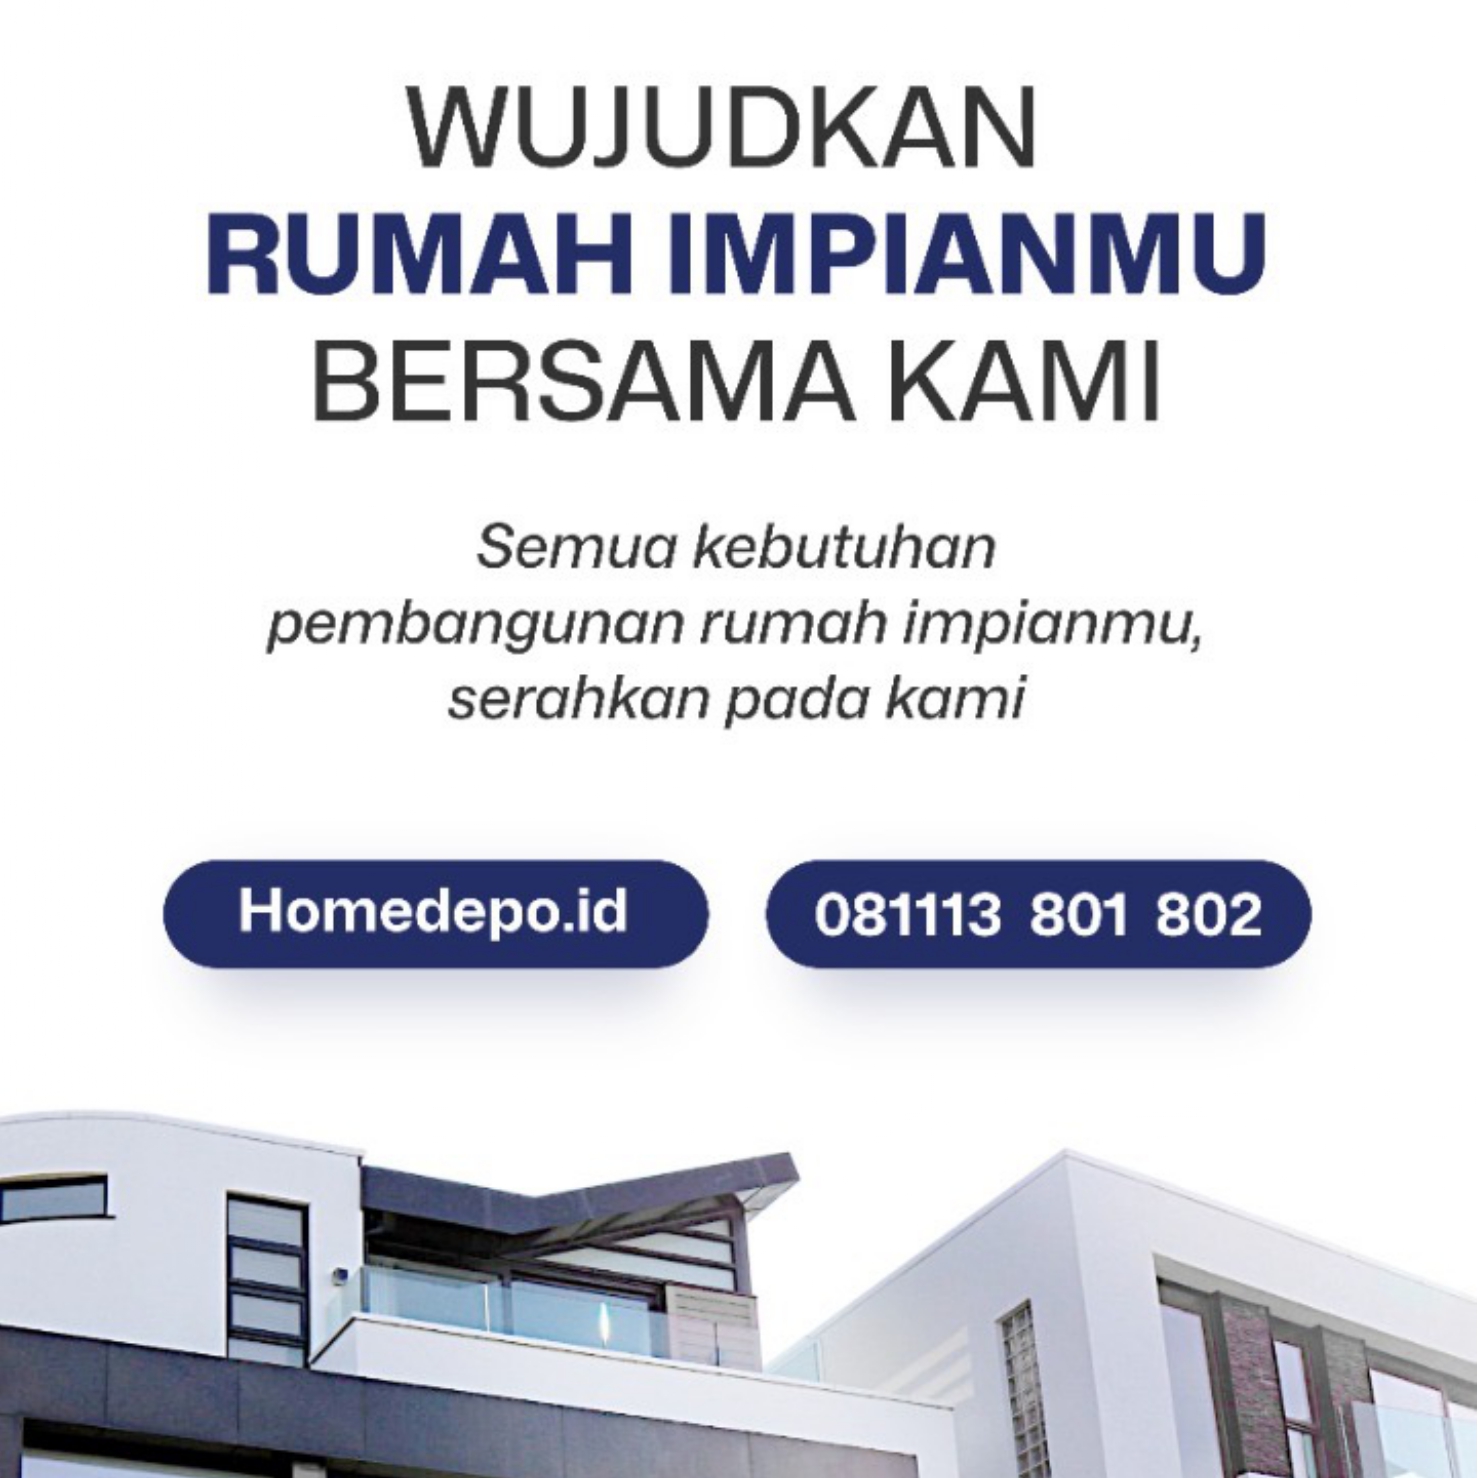 WUJUDKAN
RUMAH IMPIANMU
BERSAMA KAMI
Semua kebutuhan
pembangunan rumah impianmu,
serahkan pada kami
Homedepo.id
081113 801 802